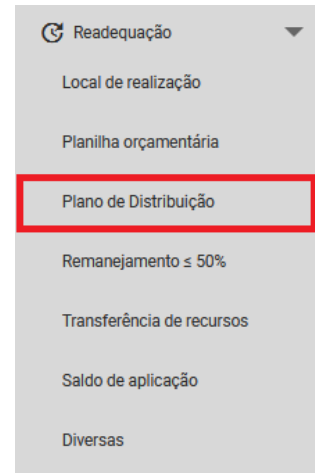 Readequação
Local de realização
Planilha orçamentária
Plano de Distribuição
Remanejamento ≤ 50%
Transferência de recursos
Saldo de aplicação
Diversas